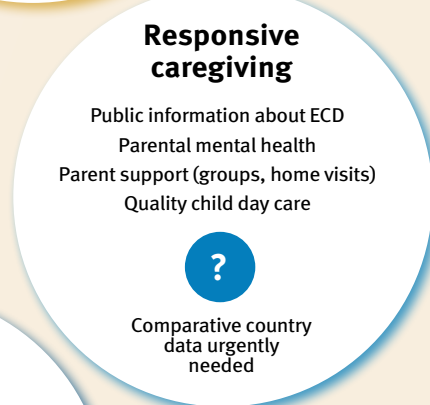 Responsive
caregiving
Public information about ECD
Parental mental health
Parent support (groups, home visits)
Quality child day care
?
Comparative country
data urgently
needed